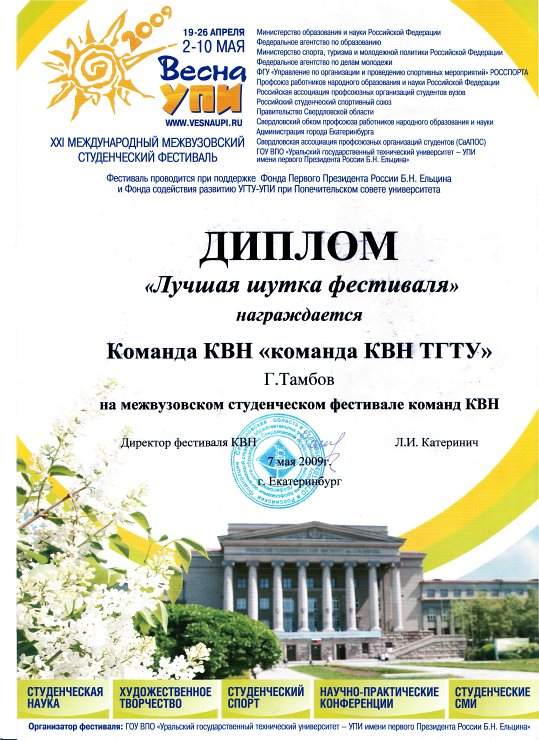 2009
19-26 АПРЕЛЯ
2-10 МАЯ
Весна
УПИ
WWW.VESNAUPI.RU
XXI МЕЖДУНАРОДНЫЙ МЕЖВУЗОВСКИЙ
СТУДЕНЧЕСКИЙ ФЕСТИВАЛЬ
Министерство образования и науки Российской Федерации
Федеральное агентство по образованию
Министерство спорта, туризма и молодежной политики Российской Федерации
Федеральное агентство по делам молодежи
ФГУ «Управление по организации и проведению спортивных мероприятий» РОССПОРТА
Профсоюз работников народного образования и науки Российской Федерации
Российская ассоциация профсоюзных организаций студентов вузов
Российский студенческий спортивный союз
Правительство Свердловской области
Свердловский обком профсоюза работников народного образования и науки
Администрация города Екатеринбурга
Свердловская ассоциация профсоюзных организаций студентов (СвАПОС)
ГОУ ВПО «Уральский государственный технический университет – УПИ
имени первого Президента России Б.Н. Ельцина»
Фестиваль проводится при поддержке Фонда Первого Президента России Б.Н. Ельцина
и Фонда содействия развитию УГТУ-УПИ при Попечительском совете университета
ДИПЛОМ
«Лучшая шутка фестиваля»
награждается
Команда КВН «команда КВН ТГТУ»
Г.Тамбов
на межвузовском студенческом фестивале команд КВН
Директор фестиваля КВН
Л.И. Катеринич
7 мая 2009г.
г. Екатеринбург
СТУДЕНЧЕСКАЯ
НАУКА
ХУДОЖЕСТВЕННОЕ
ТВОРЧЕСТВО
СТУДЕНЧЕСКИЙ
СПОРТ
НАУЧНО-ПРАКТИЧЕСКИЕ
КОНФЕРЕНЦИИ
СТУДЕНЧЕСКИЕ
СМИ
Организатор фестиваля: ГОУ ВПО «Уральский государственный технический университет – УПИ имени первого Президента России Б.Н. Ельцина»